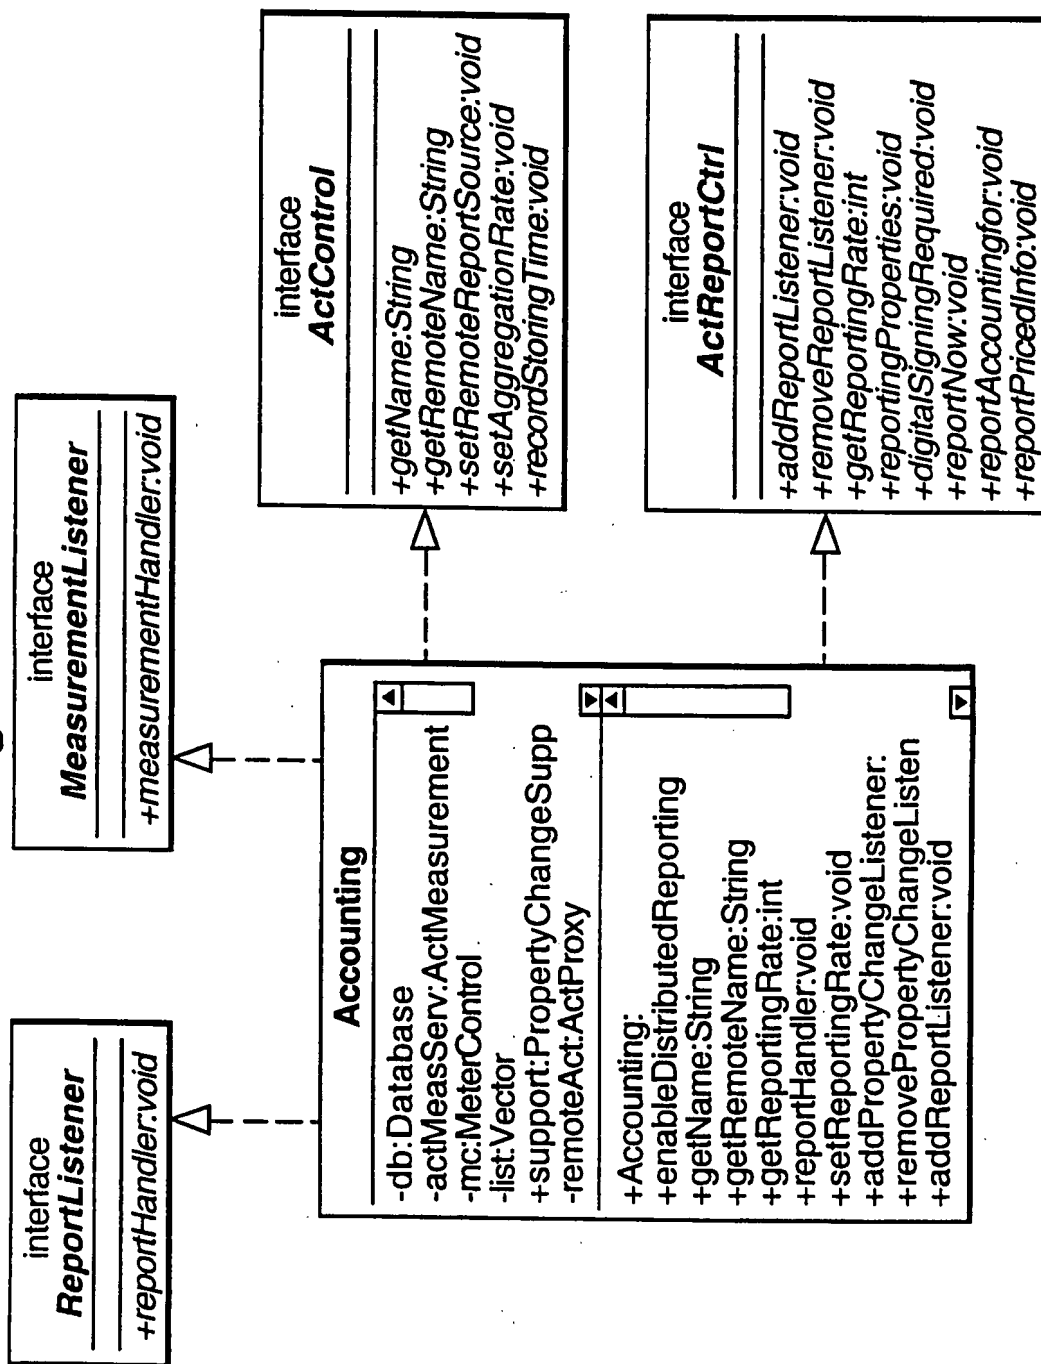 interface
ReportListener
+reportHandler:void
interface
MeasurementListener
+measurementHandler:void
Accounting
-db:Database
-actMeasServ:ActMeasurement
-mc:MeterControl
-list:Vector
+support:PropertyChangeSupp
-remoteAct:ActProxy
+Accounting:
+enableDistributedReporting
+getName:String
+getRemoteName:String
+getReportingRate:int
+reportHandler:void
+setReportingRate:void
+addPropertyChangeListener:
+removePropertyChangeListen
+addReportListener:void
interface
ActControl
+getName:String
+getRemoteName:String
+setRemoteReportSource:void
+setAggregationRate:void
+recordStoringTime:void
interface
ActReportCtrl
+addReportListener:void
+removeReportListener:void
+getReportingRate:int
+reportingProperties:void
+digitalSigningRequired:void
+reportNow:void
+reportAccountingfor:void
+reportPricedInfo:void